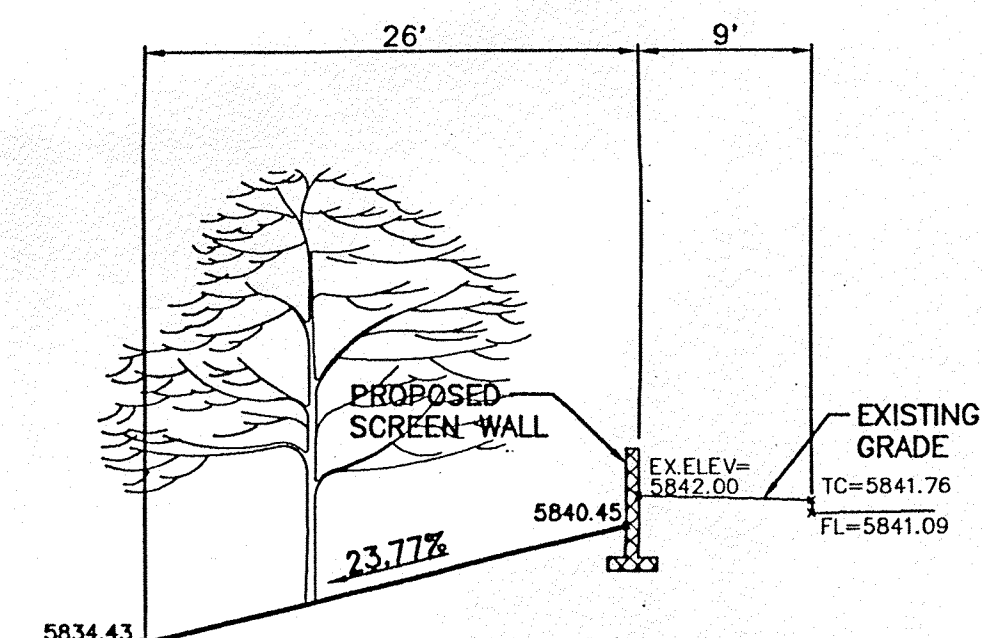 26'
9'
PROPOSED
SCREEN WALL
EXISTING
GRADE
EX.ELEV=
5842.00
TC=5841.76
5840.45
FL=5841.09
23.77%
5834.43